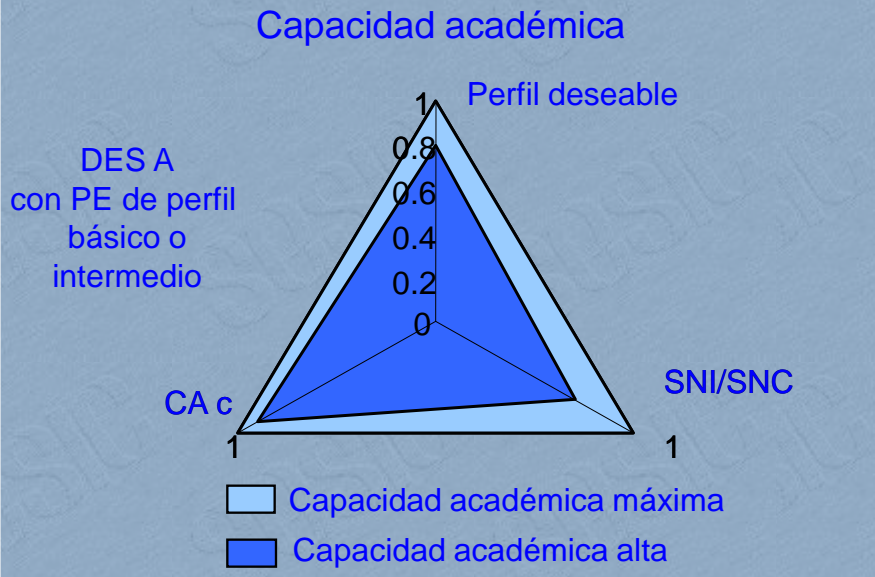 Capacidad académica
Perfil deseable
DES A
con PE de perfil
básico o
intermedio
1
0.8
0.6
0.4
0.2
0
CA c
1
SNI/SNC
1
Capacidad académica máxima
Capacidad académica alta